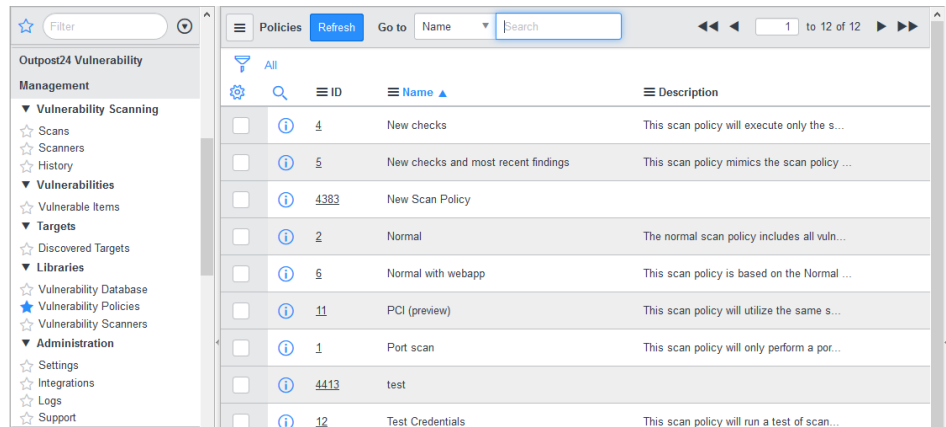 Filter
Outpost24 Vulnerability
Management
Vulnerability Scanning
Scans
Scanners
History
Vulnerabilities
Vulnerable Items
Targets
Discovered Targets
Libraries
Vulnerability Database
Vulnerability Policies
Vulnerability Scanners
Administration
Settings
Integrations
Logs
Support
Policies Refresh Go to Name Search 1 to 12 of 12
All
ID Name Description
4 New checks This scan policy will execute only the s...
5 New checks and most recent findings This scan policy mimics the scan policy ...
4383 New Scan Policy
2 Normal The normal scan policy includes all vuln...
6 Normal with webapp This scan policy is based on the Normal ...
11 PCI (preview) This scan policy will utilize the same s...
1 Port scan This scan policy will only perform a por...
4413 test
12 Test Credentials This scan policy will run a test of scan...